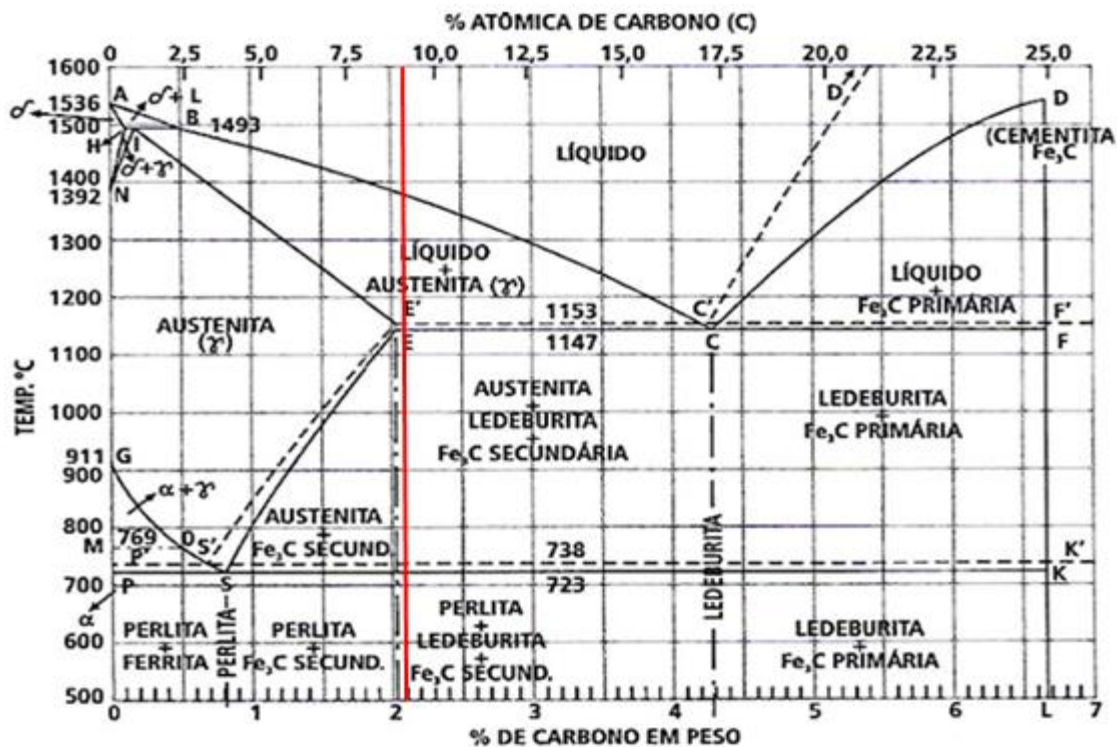 % ATÔMICA DE CARBONO (C)
0 2,5 5,0 7,5 10,0 12,5 15,0 17,5 20,0 22,5 25,0
1600
A
1536
D
D
δ + L
B 1493
δ
1500
H I
(CEMENTITA
Fe₃C
LÍQUIDO
δ+γ
1400
1392 N
1300
LÍQUIDO
+
AUSTENITA (γ)
LÍQUIDO
+
Fe₃C PRIMÁRIA
1200
E' 1153 C' F'
AUSTENITA
(γ)
E 1147 C F
1100
TEMP. °C
AUSTENITA
+
LEDEBURITA
+
Fe₃C SECUNDÁRIA
LEDEBURITA
+
Fe₃C PRIMÁRIA
1000
911 G
900
α + γ
800
AUSTENITA
+
Fe₃C SECUND.
M 769 O S'
P' 738 K'
P S 723 K
700
α
LEDEBURITA
PERLITA
+
FERRITA
PERLITA
PERLITA
+
Fe₃C SECUND.
PERLITA
+
LEDEBURITA
+
Fe₃C SECUND.
LEDEBURITA
+
Fe₃C PRIMÁRIA
600
500
0 1 2 3 4 5 6 L 7
% DE CARBONO EM PESO